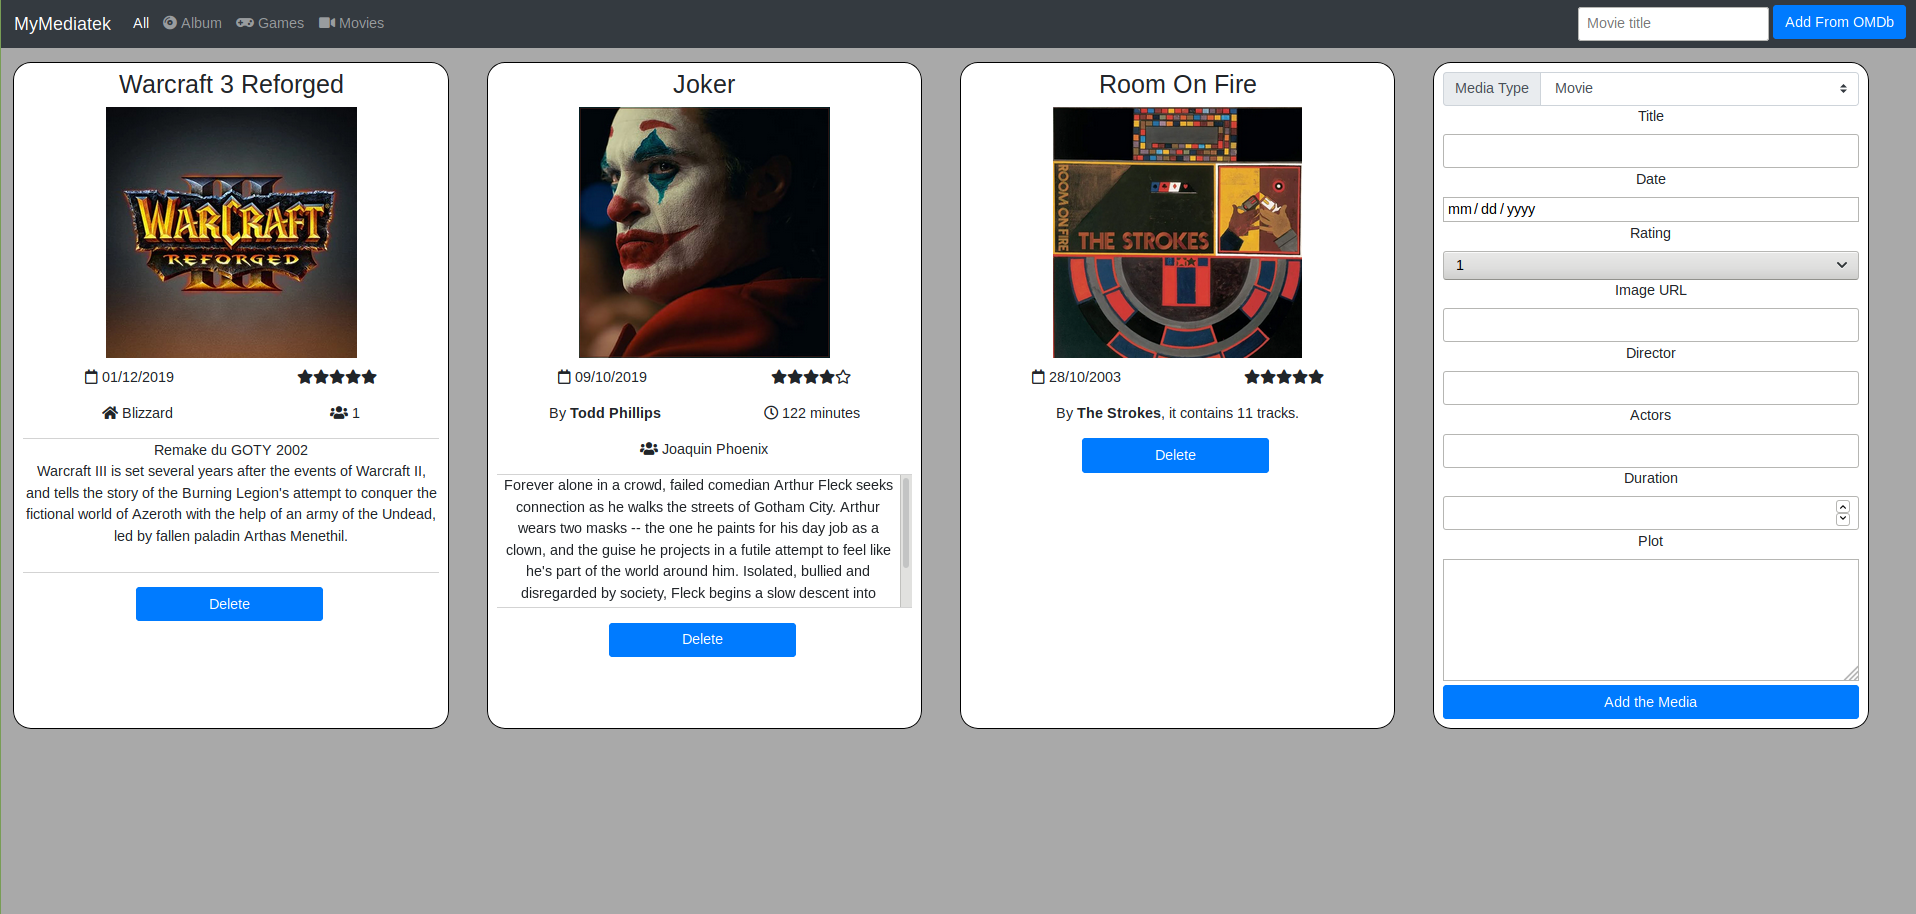 MyMediatek All Album Games Movies Movie title Add From OMDb
Warcraft 3 Reforged
WARCRAFT
III
REFORGED
01/12/2019
Blizzard 1
Remake du GOTY 2002
Warcraft III is set several years after the events of Warcraft II,
and tells the story of the Burning Legion's attempt to conquer the
fictional world of Azeroth with the help of an army of the Undead,
led by fallen paladin Arthas Menethil.
Delete
Joker
09/10/2019
By Todd Phillips 122 minutes
Joaquin Phoenix
Forever alone in a crowd, failed comedian Arthur Fleck seeks
connection as he walks the streets of Gotham City. Arthur
wears two masks -- the one he paints for his day job as a
clown, and the guise he projects in a futile attempt to feel like
he's part of the world around him. Isolated, bullied and
disregarded by society, Fleck begins a slow descent into
Delete
Room On Fire
ROOM ON FIRE
THE STROKES
28/10/2003
By The Strokes, it contains 11 tracks.
Delete
Media Type Movie
Title
Date
mm/dd/yyyy
Rating
1
Image URL
Director
Actors
Duration
Plot
Add the Media